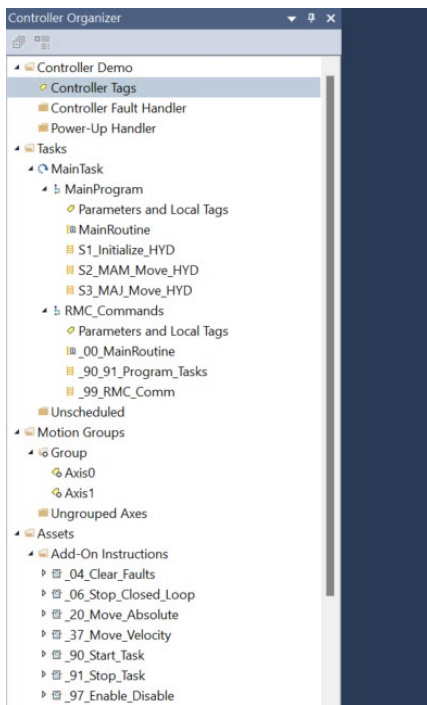 Controller Organizer
Controller Demo
Controller Tags
Controller Fault Handler
Power-Up Handler
Tasks
MainTask
MainProgram
Parameters and Local Tags
MainRoutine
S1_Initialize_HYD
S2_MAM_Move_HYD
S3_MAJ_Move_HYD
RMC_Commands
Parameters and Local Tags
_00_MainRoutine
_90_91_Program_Tasks
_99_RMC_Comm
Unscheduled
Motion Groups
Group
Axis0
Axis1
Ungrouped Axes
Assets
Add-On Instructions
_04_Clear_Faults
_06_Stop_Closed_Loop
_20_Move_Absolute
_37_Move_Velocity
_90_Start_Task
_91_Stop_Task
_97_Enable_Disable